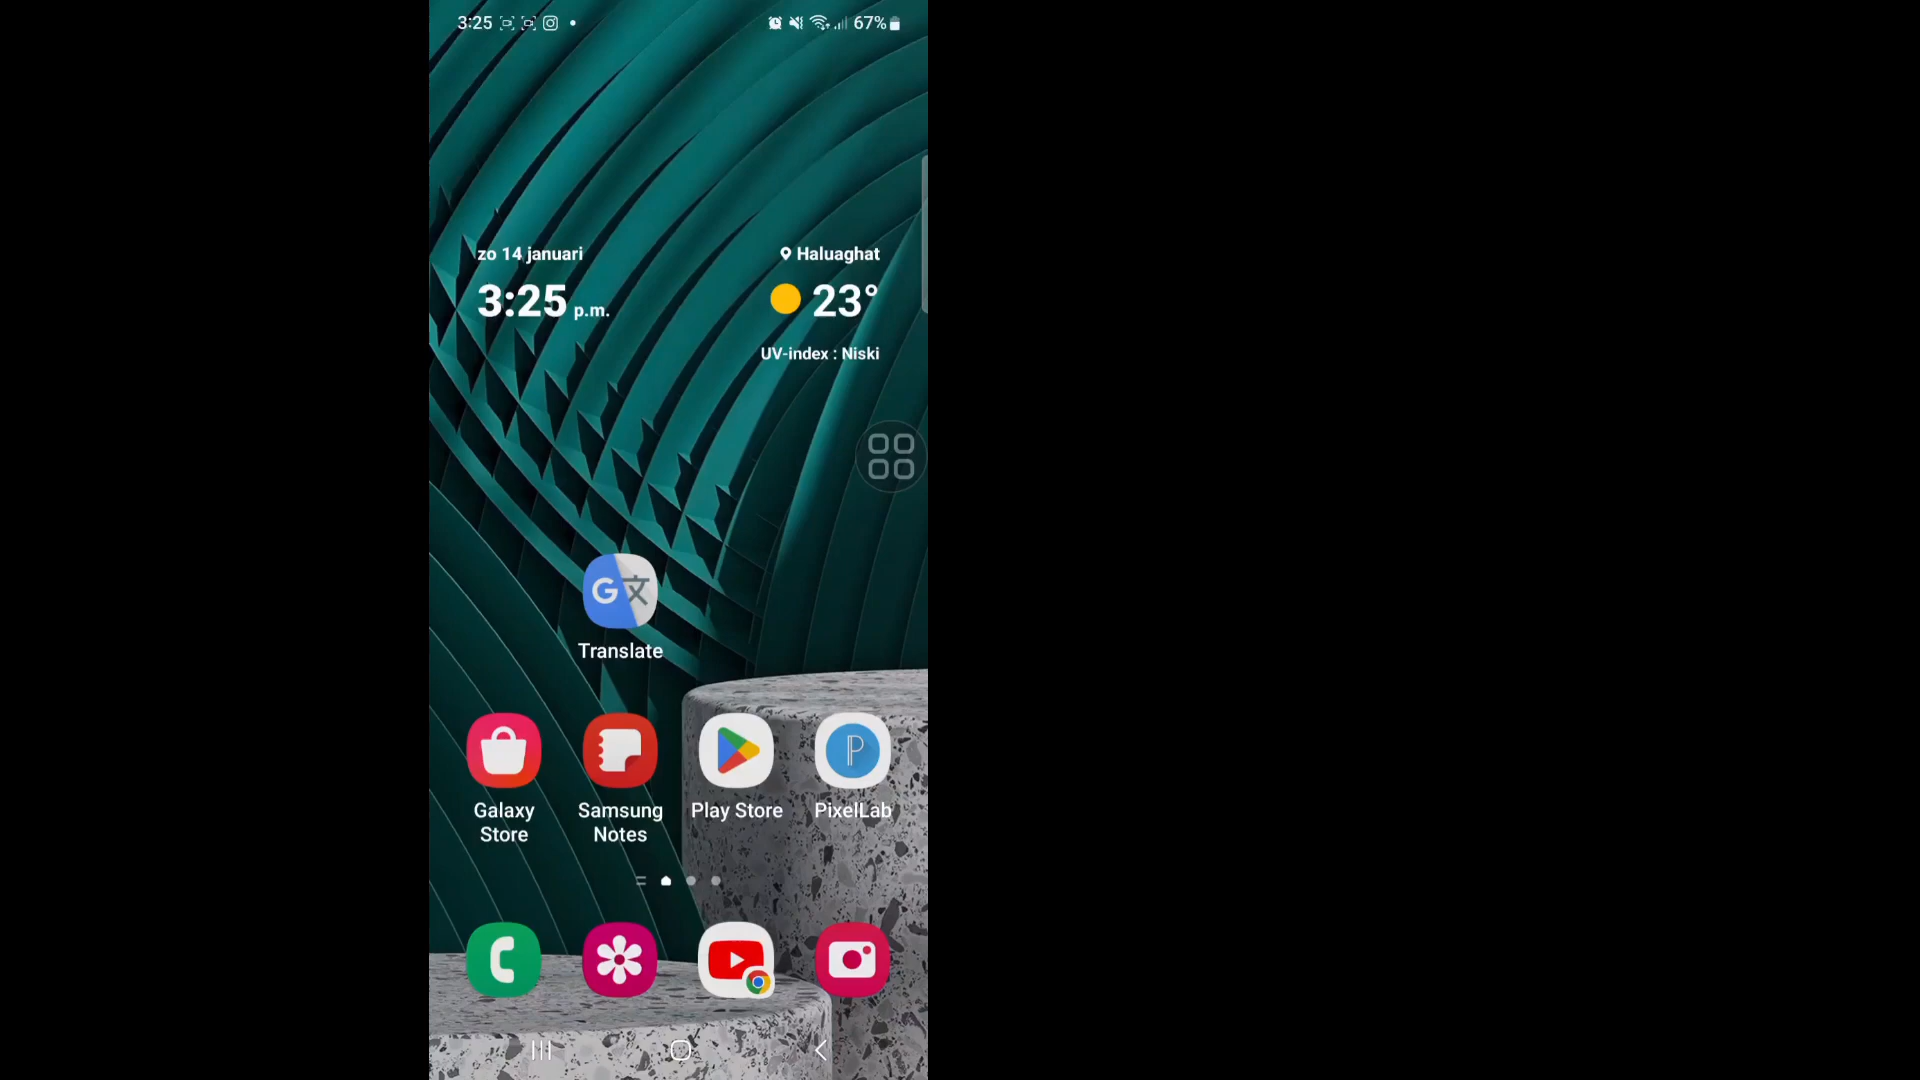 3:25
67%
zo 14 januari
Haluaghat
3:25 p.m.
23°
UV-index : Niski
Translate
Galaxy
Store
Samsung
Notes
Play Store
PixelLab